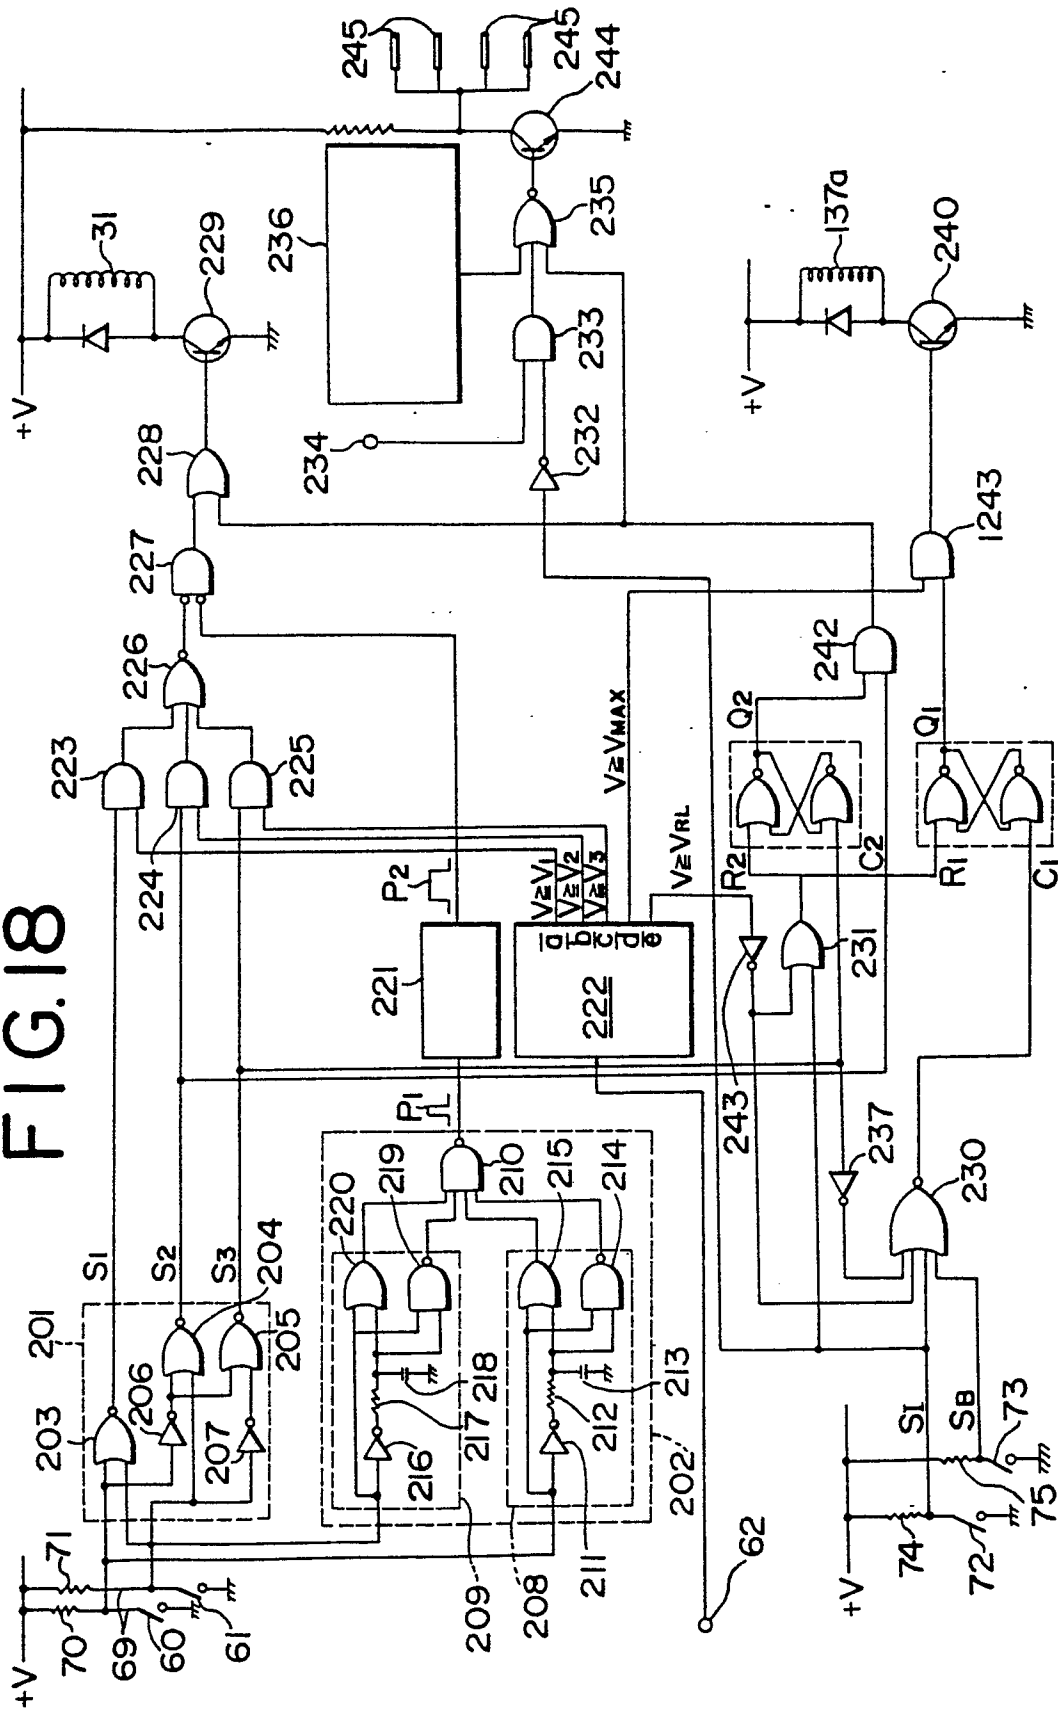 FIG.18
+V
70
71
69
60
61
201
203
206
207
204
205
S1
S2
S3
223
224
225
226
227
228
229
31
+V
236
234
232
233
235
244
245
245
209
208
202
216
217
218
219
220
210
211
212
213
214
215
P1
221
P2
222
a
b
c
d
e
V≧V1
V≧V2
V≧V3
V≧VMAX
V≧VRL
62
243
231
237
230
R2
C2
Q2
242
R1
C1
Q1
1243
240
137a
+V
+V
74
72
75
73
SI
SB